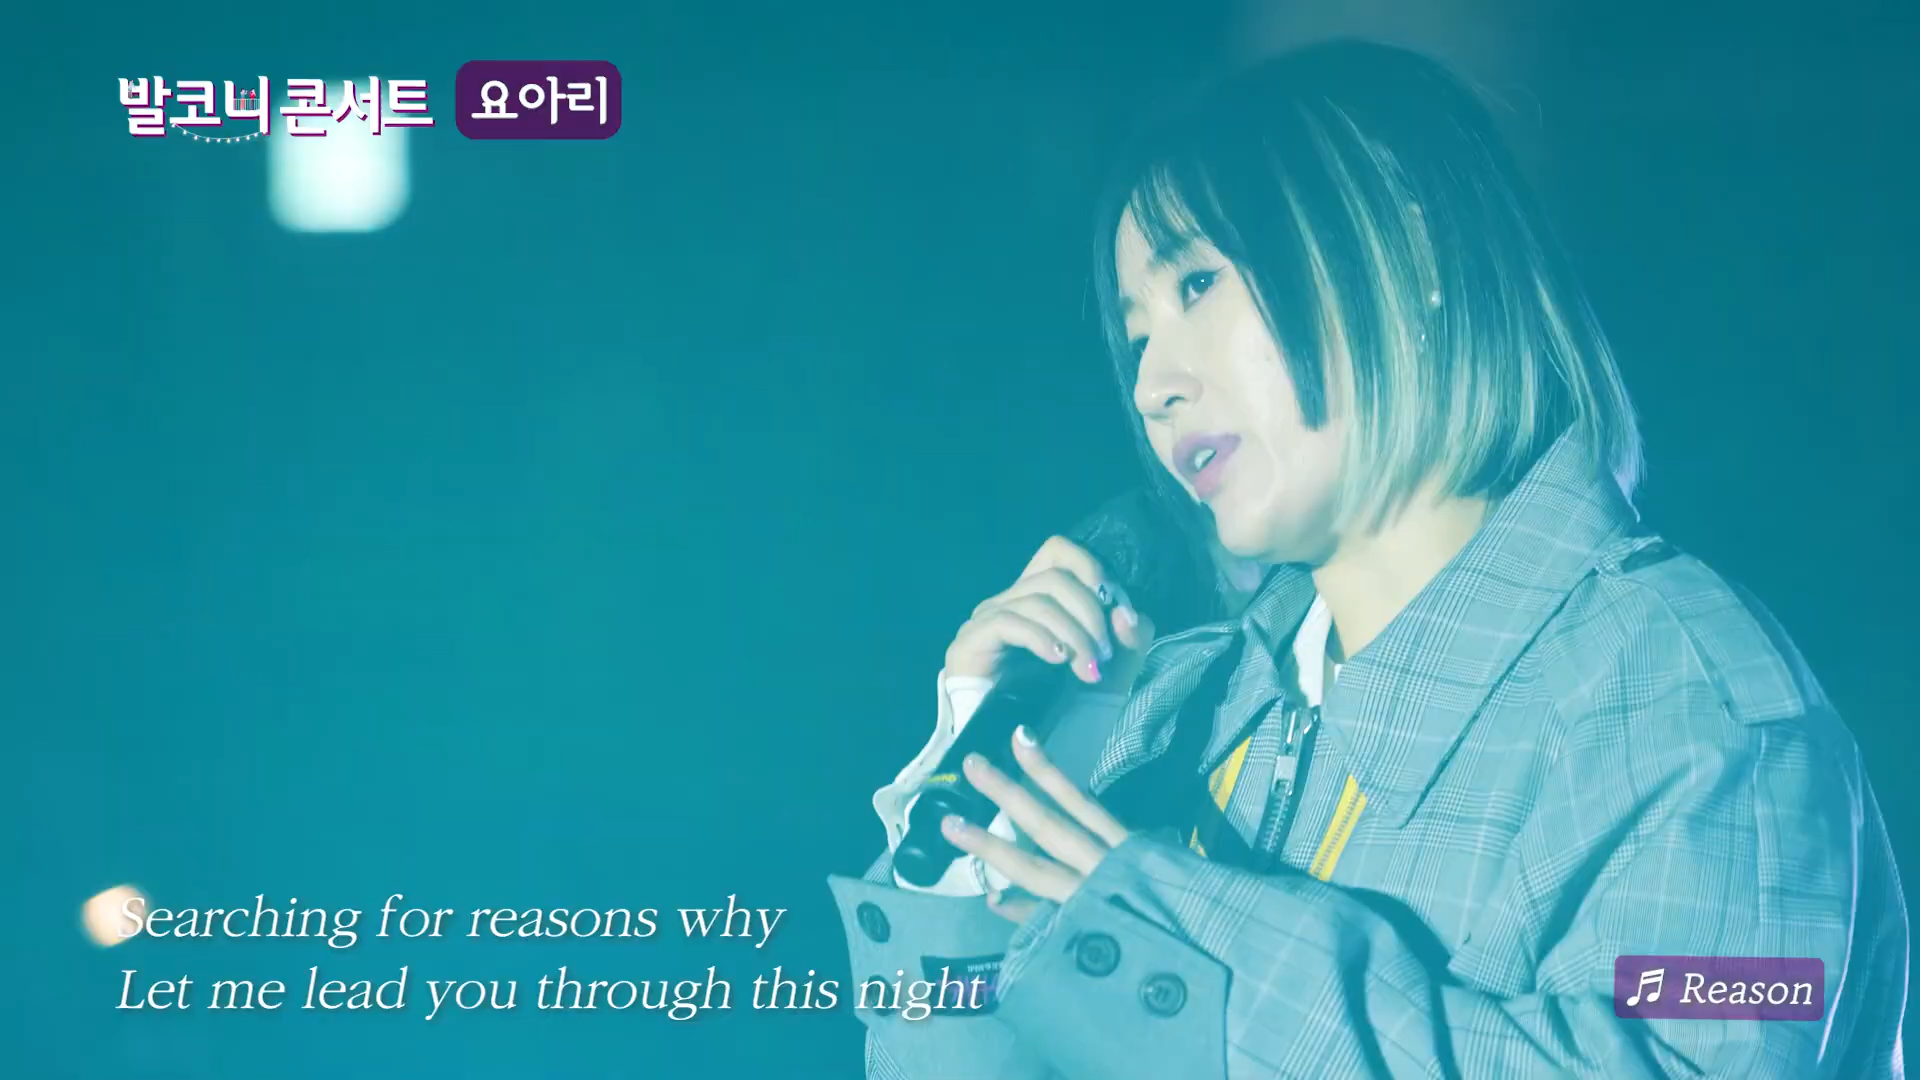 발코니 콘서트
요아리
Searching for reasons why
Let me lead you through this night
Reason